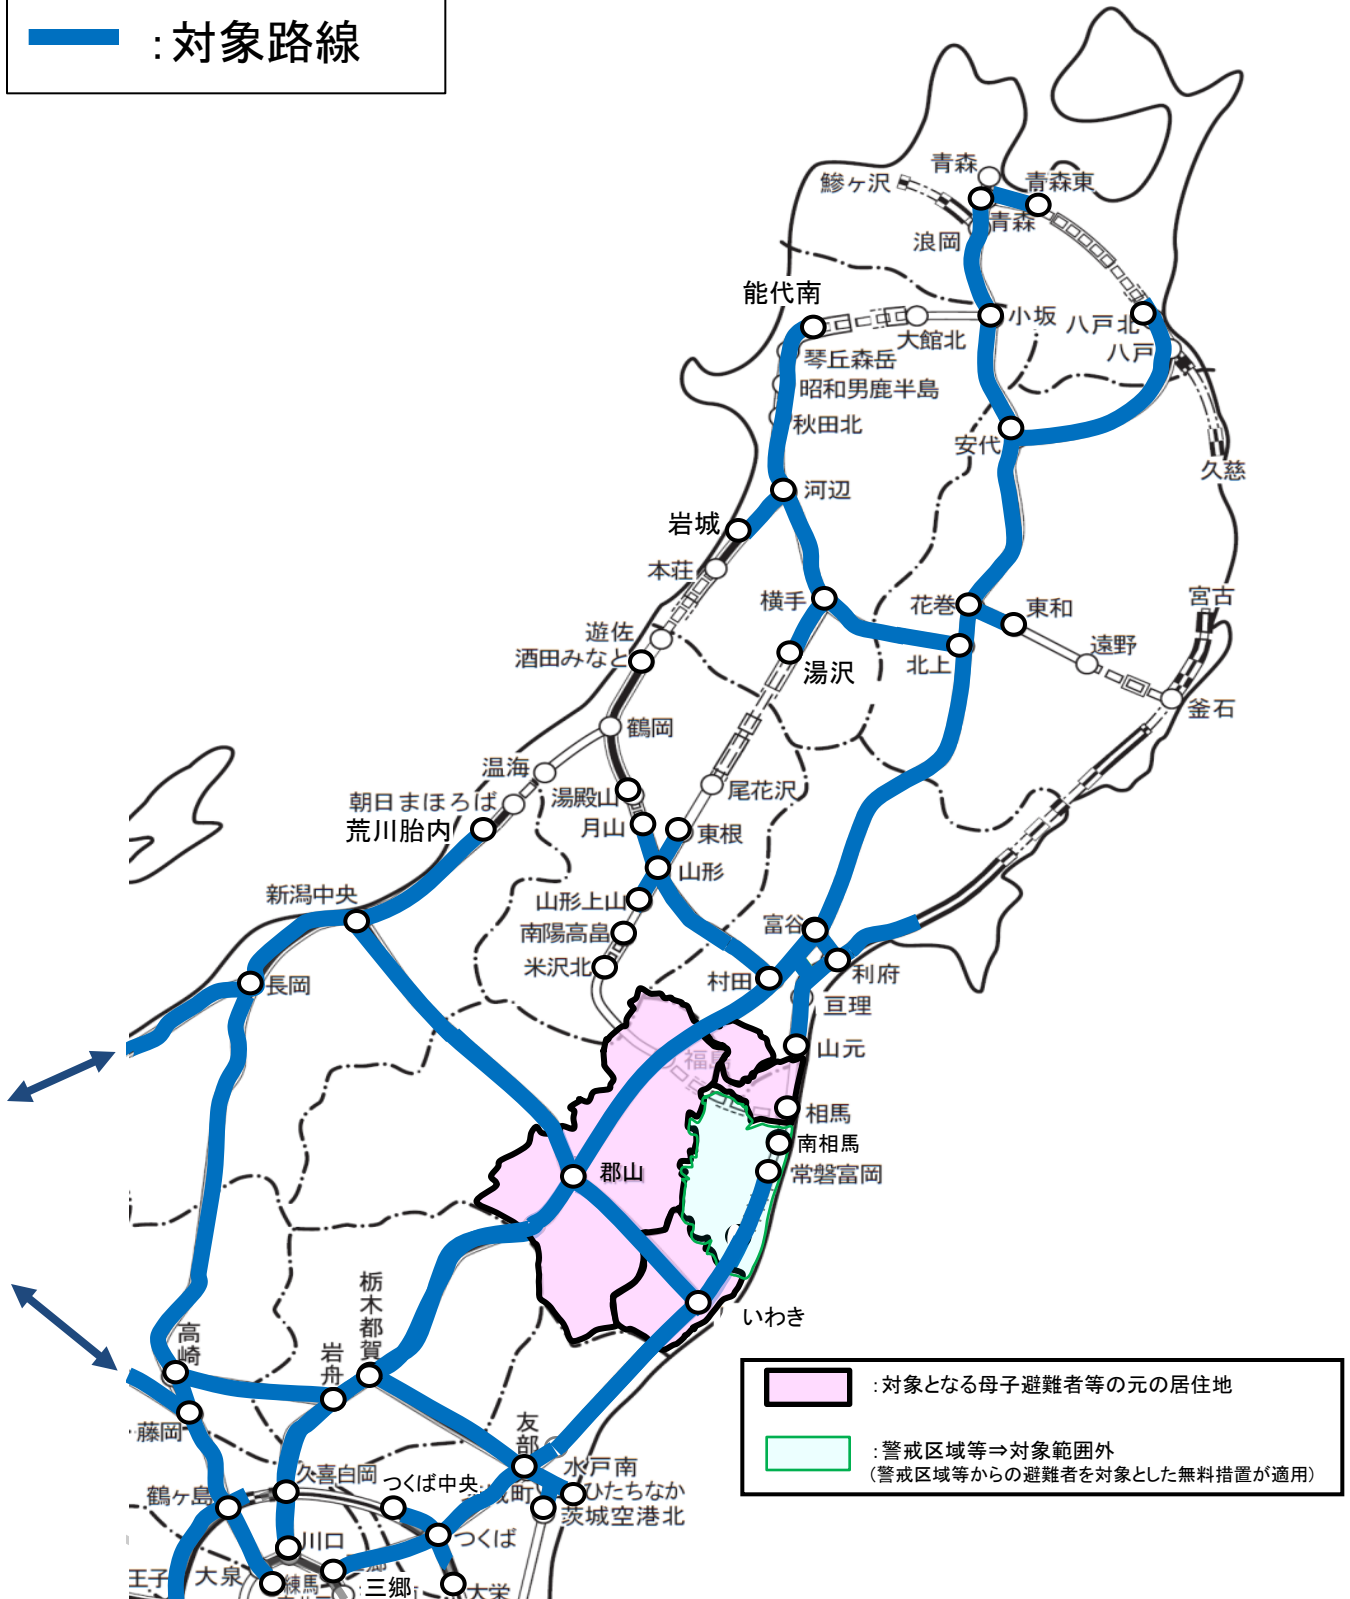 ：対象路線
青森
青森東
鰺ヶ沢
青森
浪岡
能代南
小坂
八戸北
大館北
八戸
琴丘森岳
昭和男鹿半島
秋田北
安代
久慈
河辺
岩城
本荘
横手
花巻
東和
宮古
遊佐
酒田みなと
北上
遠野
湯沢
釜石
鶴岡
温海
湯殿山
尾花沢
朝日まほろば
荒川胎内
月山
東根
山形
新潟中央
山形上山
富谷
南陽高畠
米沢北
村田
利府
長岡
亘理
山元
福島
相馬
南相馬
郡山
常磐富岡
いわき
栃木都賀
高崎
岩舟
：対象となる母子避難者等の元の居住地
藤岡
友部
：警戒区域等⇒対象範囲外
（警戒区域等からの避難者を対象とした無料措置が適用）
久喜白岡
つくば中央
水戸南
鶴ヶ島
城町
ひたちなか
茨城空港北
川口
つくば
王子
大泉
練馬
三郷
大栄